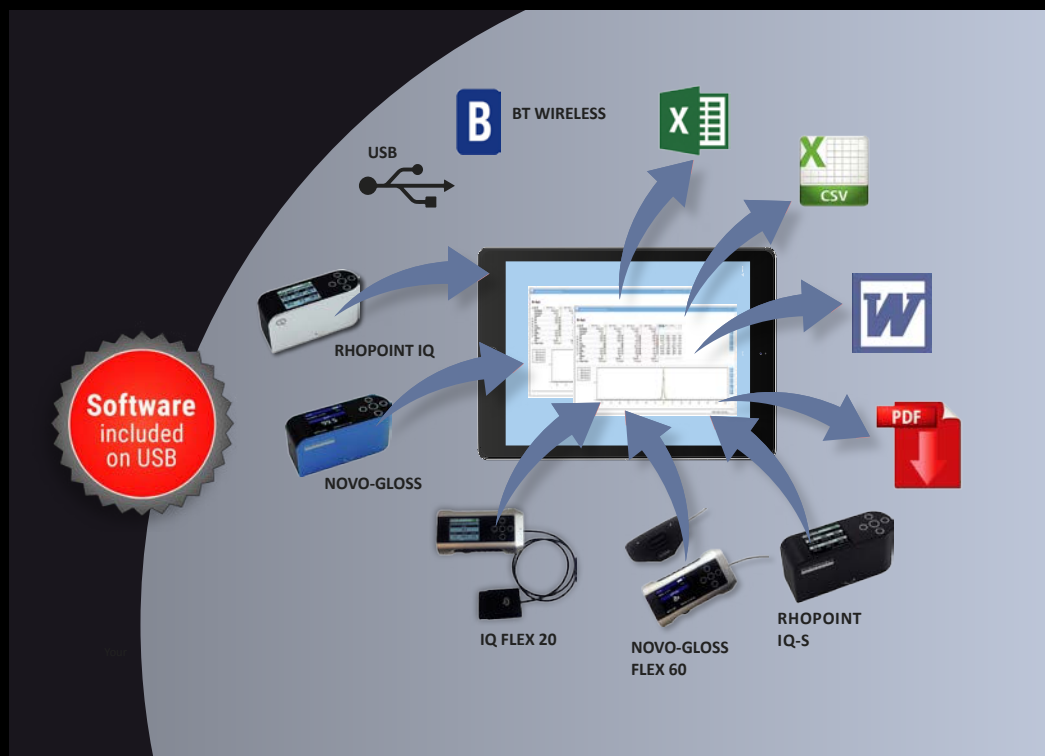 B
BT WIRELESS
X
USB
X
CSV
W
RHOPOINT IQ
PDF
Software
included
on USB
NOVO-GLOSS
IQ FLEX 20
NOVO-GLOSS
FLEX 60
RHOPOINT
IQ-S
Your